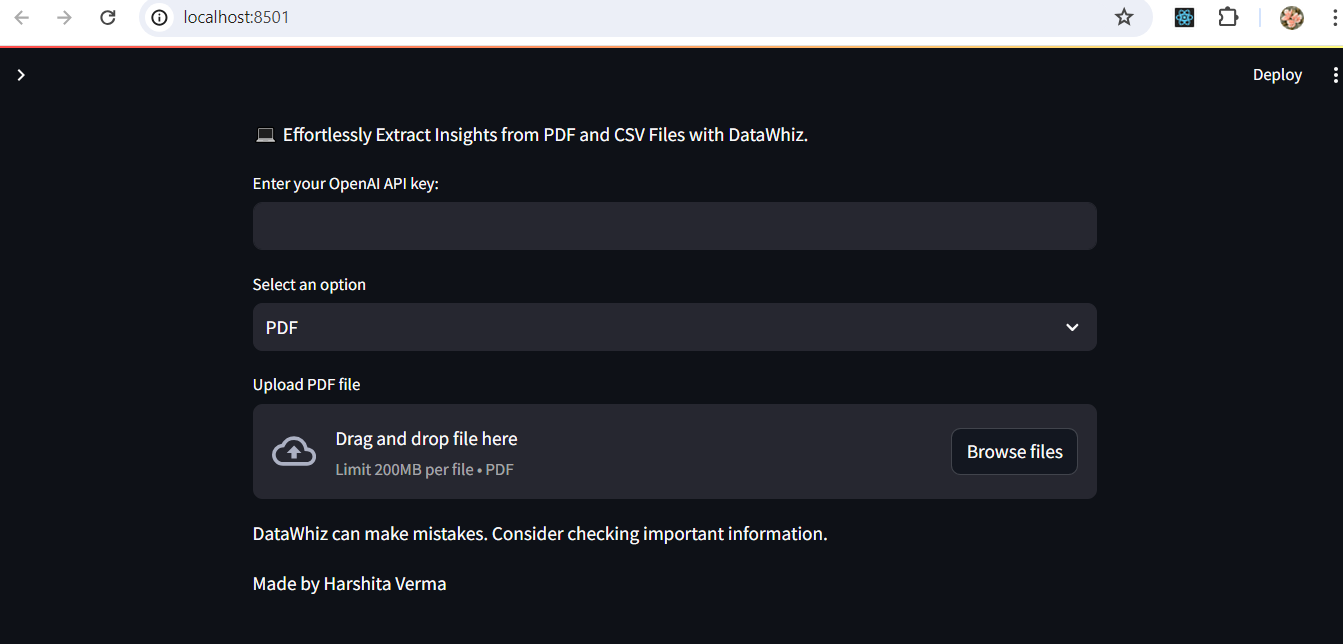 localhost:8501
Deploy
Effortlessly Extract Insights from PDF and CSV Files with DataWhiz.
Enter your OpenAI API key:
Select an option
PDF
Upload PDF file
Drag and drop file here
Limit 200MB per file • PDF
Browse files
DataWhiz can make mistakes. Consider checking important information.
Made by Harshita Verma